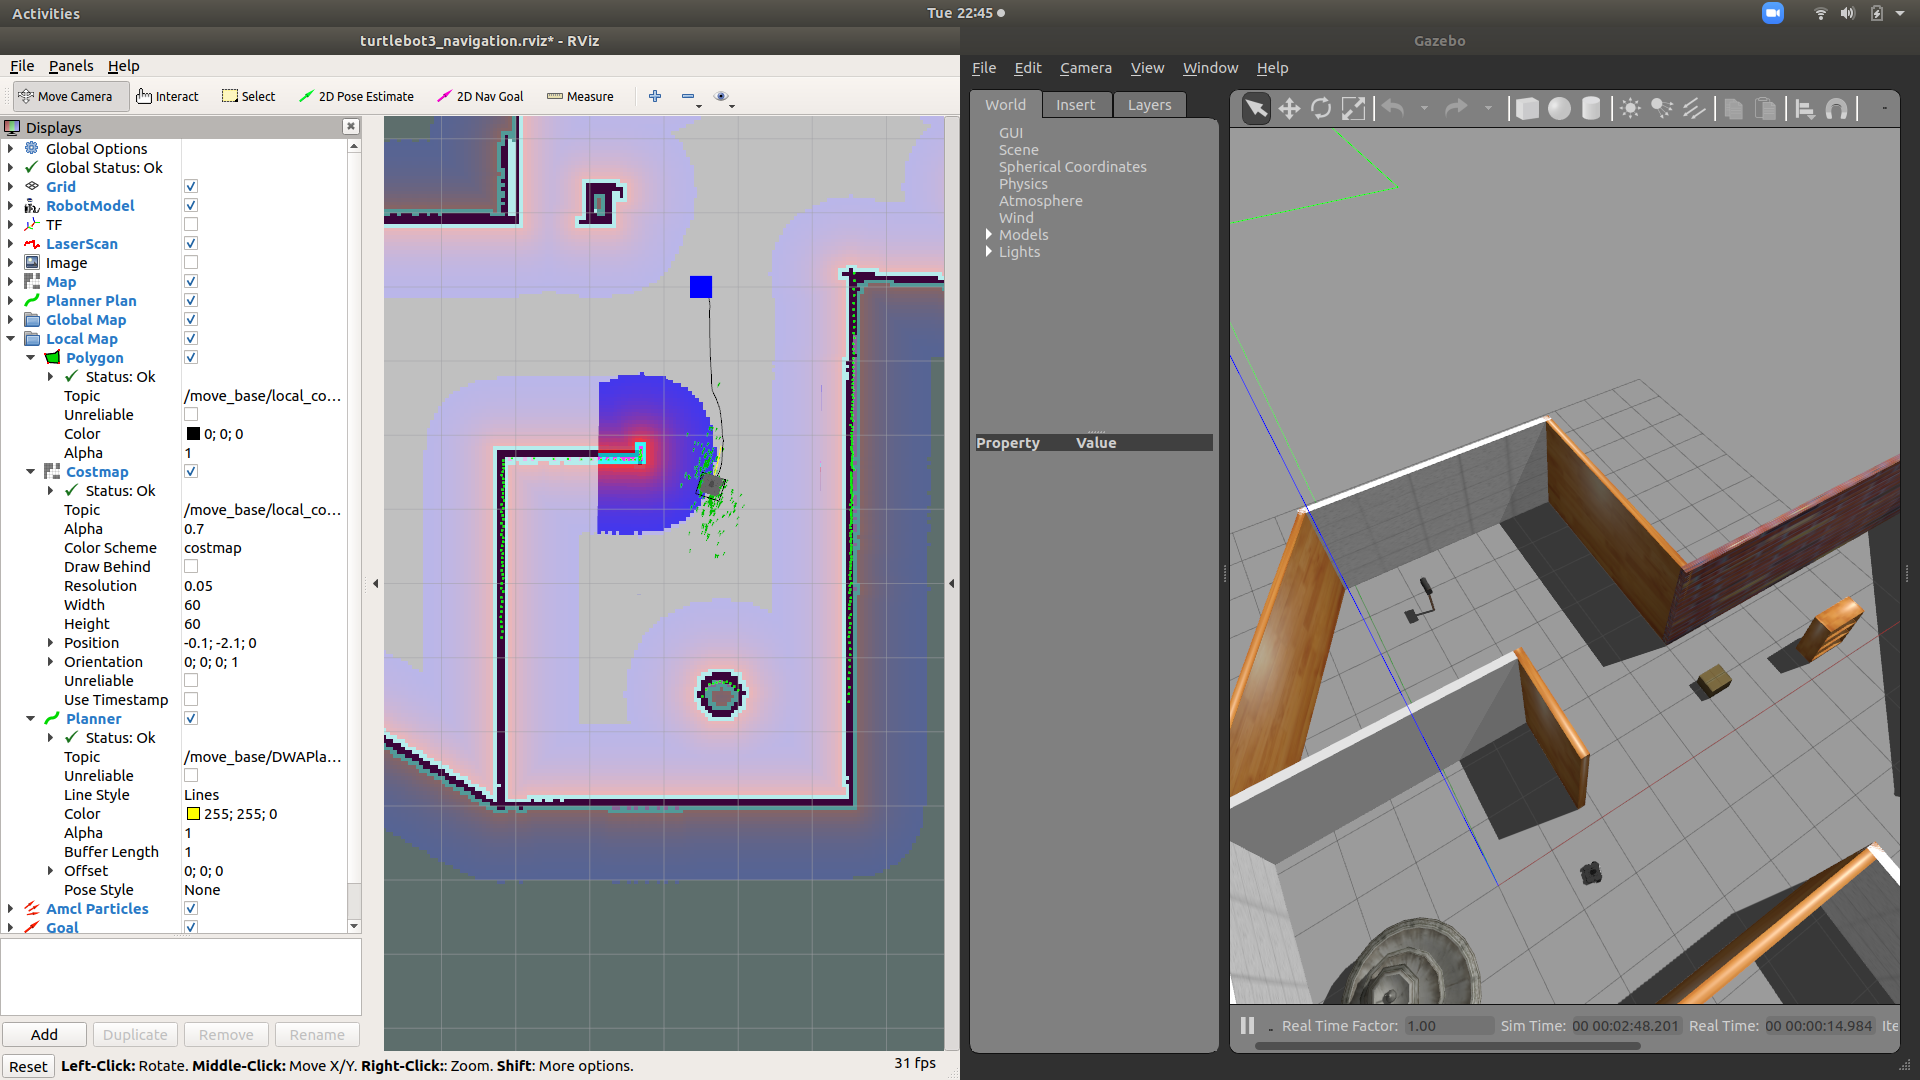 Activities
Tue 22:45
turtlebot3_navigation.rviz* - RViz
File Panels Help
Move Camera Interact Select 2D Pose Estimate 2D Nav Goal Measure
Displays
Global Options
Global Status: Ok
Grid
RobotModel
TF
LaserScan
Image
Map
Planner Plan
Global Map
Local Map
Polygon
Status: Ok
Topic /move_base/local_co...
Unreliable
Color 0; 0; 0
Alpha 1
Costmap
Status: Ok
Topic /move_base/local_co...
Alpha 0.7
Color Scheme costmap
Draw Behind
Resolution 0.05
Width 60
Height 60
Position -0.1; -2.1; 0
Orientation 0; 0; 0; 1
Unreliable
Use Timestamp
Planner
Status: Ok
Topic /move_base/DWAPla...
Unreliable
Line Style Lines
Color 255; 255; 0
Alpha 1
Buffer Length 1
Offset 0; 0; 0
Pose Style None
Amcl Particles
Goal
Add Duplicate Remove Rename
Reset Left-Click: Rotate. Middle-Click: Move X/Y. Right-Click:: Zoom. Shift: More options. 31 fps
Gazebo
File Edit Camera View Window Help
World Insert Layers
GUI
Scene
Spherical Coordinates
Physics
Atmosphere
Wind
Models
Lights
Property Value
Real Time Factor: 1.00 Sim Time: 00 00:02:48.201 Real Time: 00 00:00:14.984 Ite